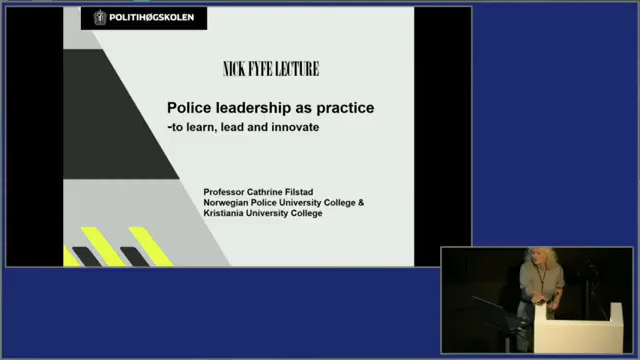 POLITIHØGSKOLEN
NICK FYFE LECTURE
Police leadership as practice
-to learn, lead and innovate
Professor Cathrine Filstad
Norwegian Police University College &
Kristiania University College